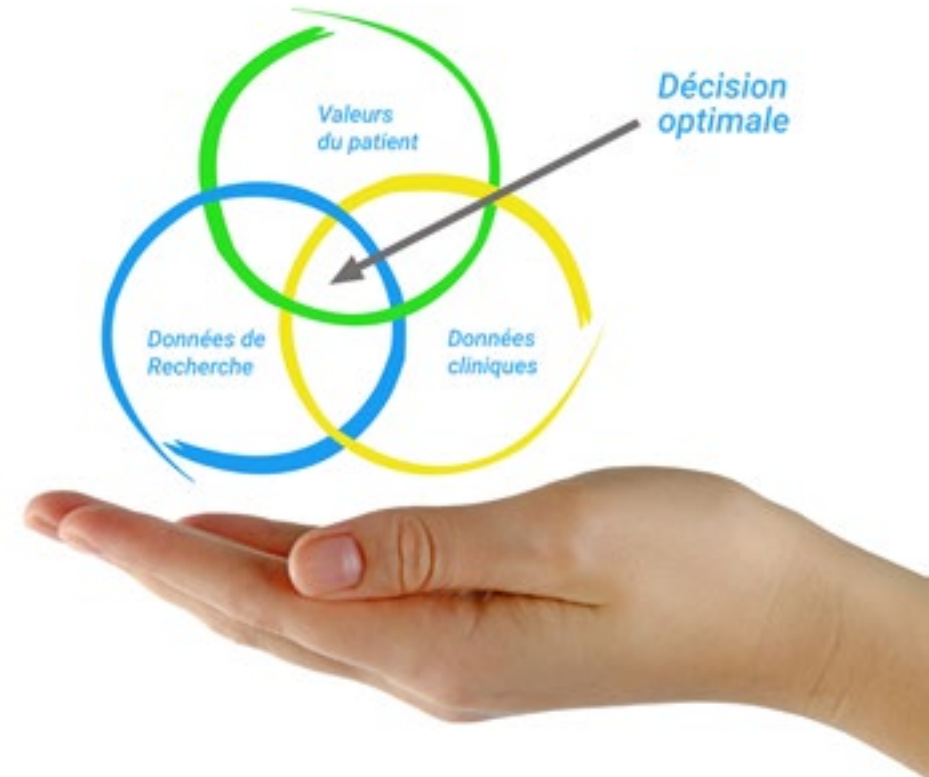 Valeurs
du patient
Décision
optimale
Données de
Recherche
Données
cliniques